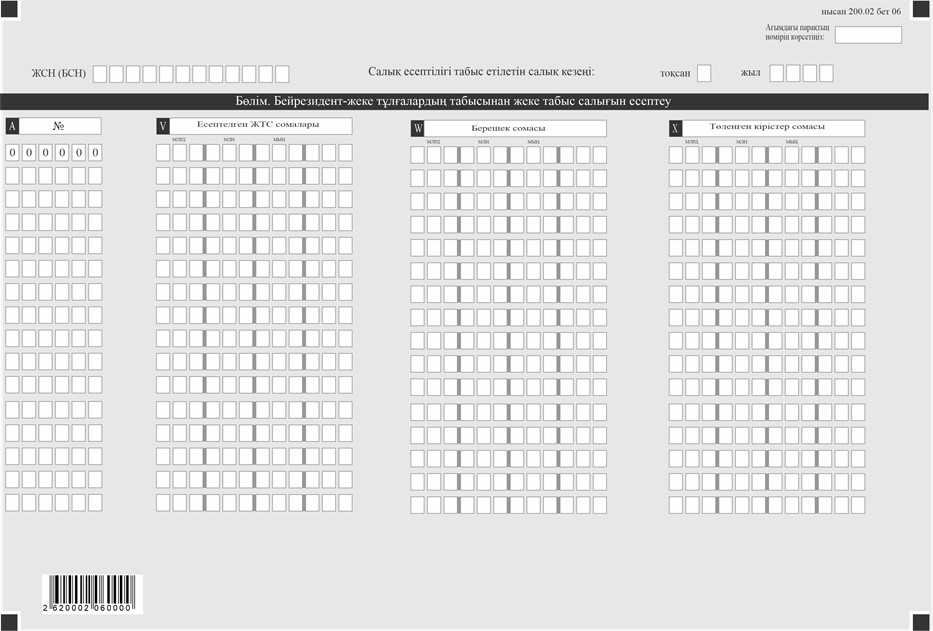 нысан 200.02 бет 06
Ағымдағы парақтың
нөмірін көрсетіңіз:
ЖСН (БСН)
Салық есептілігі табыс етілетін салық кезеңі:
тоқсан
жыл
Бөлім. Бейрезидент-жеке тұлғалардың табысынан жеке табыс салығын есептеу
A №
V Есептелген ЖТС сомалары
W Берешек сомасы
X Төленген кірістер сомасы
млрд млн мың
млрд млн мың
млрд млн мың
0 0 0 0 0 0
2 620002 060000